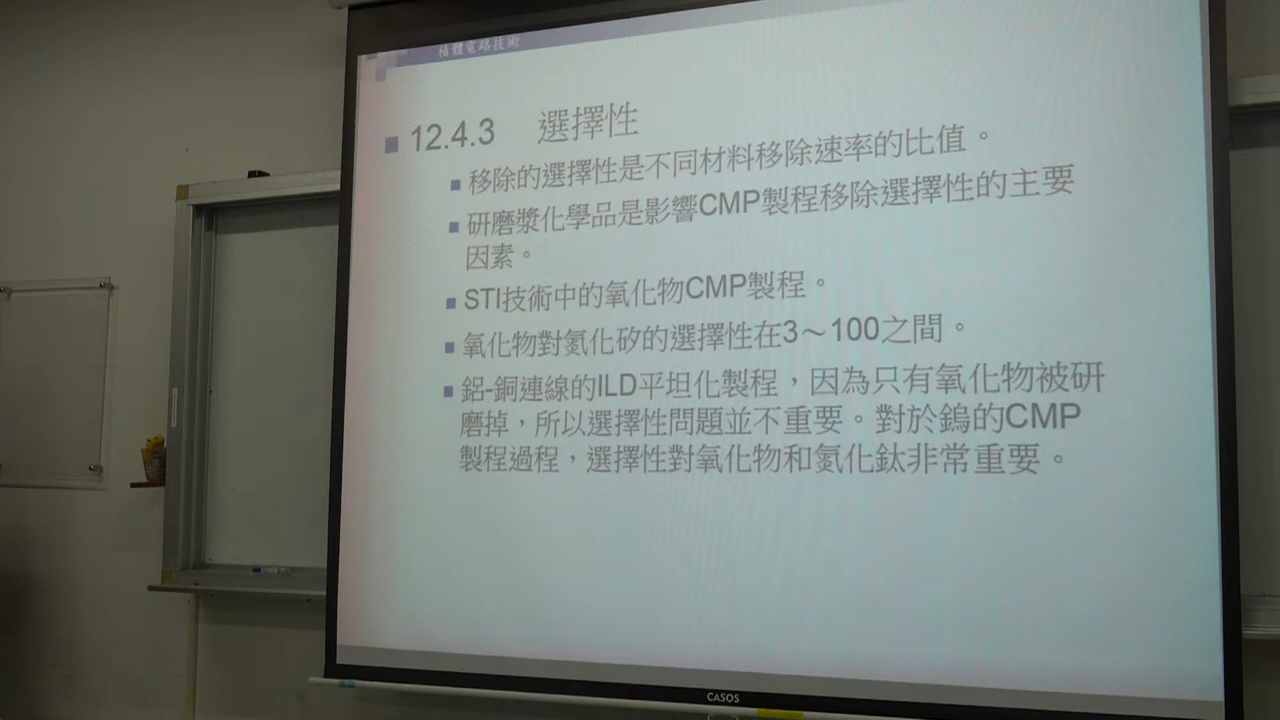 積體電路技術
12.4.3 選擇性
移除的選擇性是不同材料移除速率的比值。
研磨漿化學品是影響CMP製程移除選擇性的主要
因素。
STI技術中的氧化物CMP製程。
氧化物對氮化矽的選擇性在3～100之間。
鋁-銅連線的ILD平坦化製程，因為只有氧化物被研
磨掉，所以選擇性問題並不重要。對於鎢的CMP
製程過程，選擇性對氧化物和氮化鈦非常重要。
CASOS